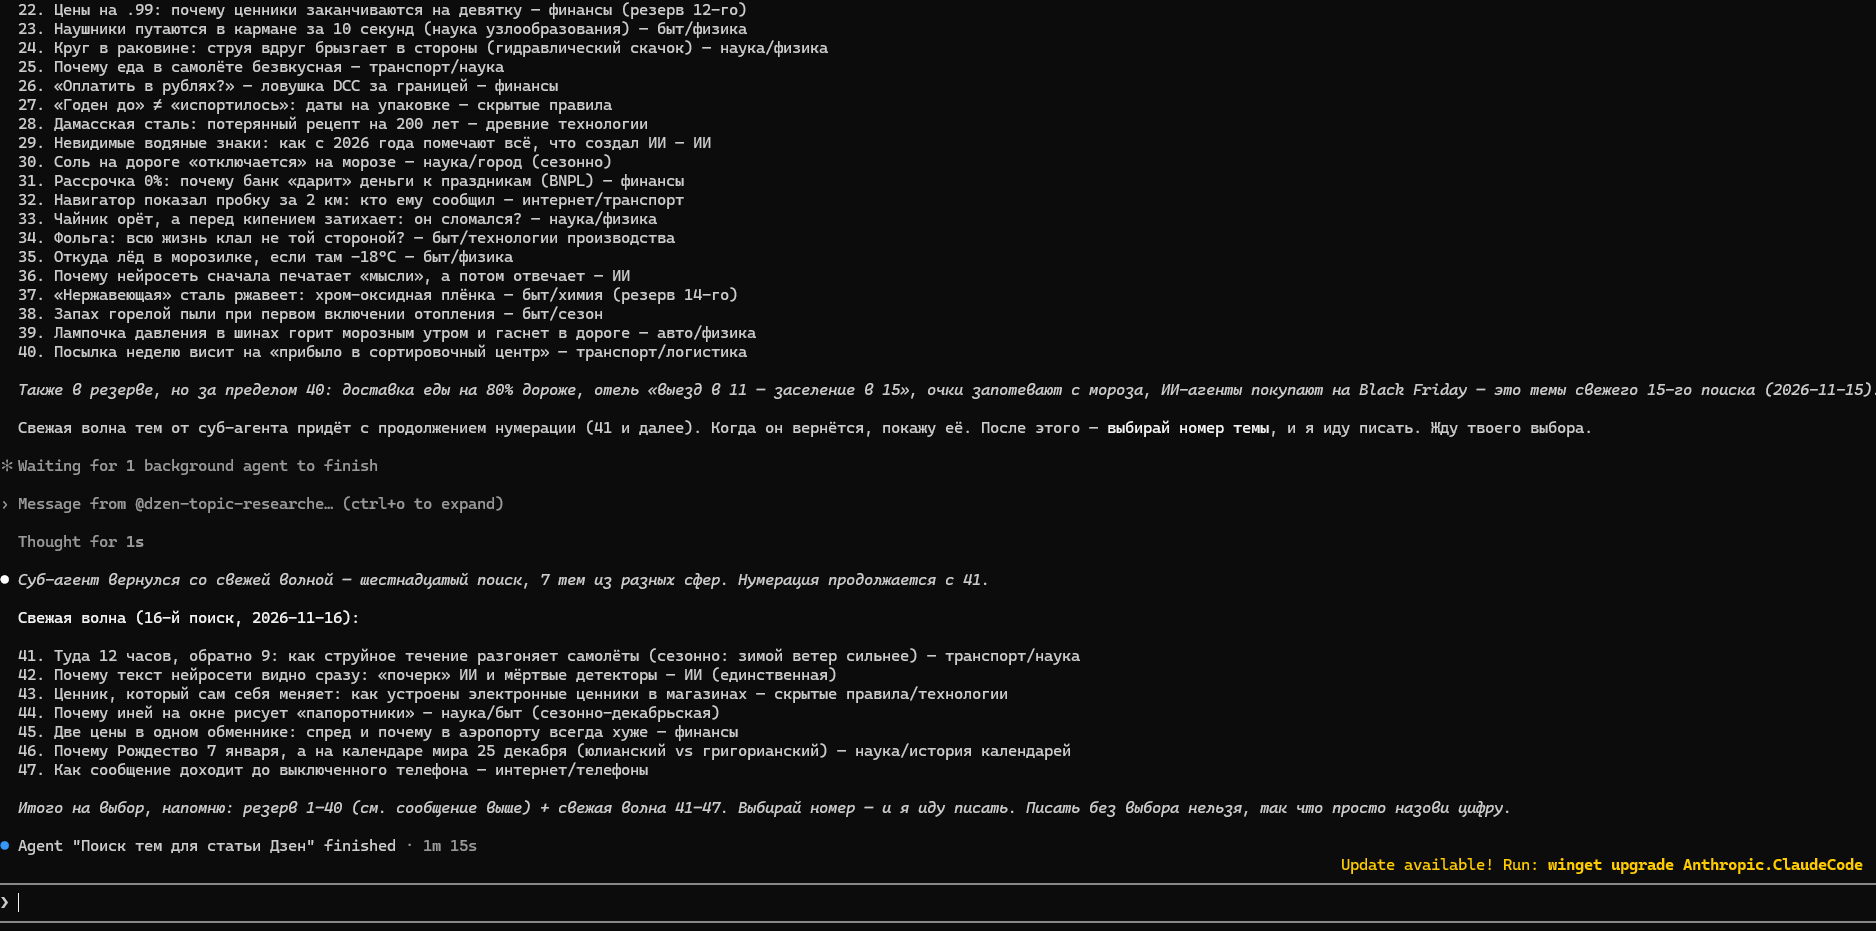 22. Цены на .99: почему ценники заканчиваются на девятку — финансы (резерв 12-го)
23. Наушники путаются в кармане за 10 секунд (наука узлообразования) — быт/физика
24. Круг в раковине: струя вдруг брызгает в стороны (гидравлический скачок) — наука/физика
25. Почему еда в самолёте безвкусная — транспорт/наука
26. «Оплатить в рублях?» — ловушка DCC за границей — финансы
27. «Годен до» ≠ «испортилось»: даты на упаковке — скрытые правила
28. Дамасская сталь: потерянный рецепт на 200 лет — древние технологии
29. Невидимые водяные знаки: как с 2026 года помечают всё, что создал ИИ — ИИ
30. Соль на дороге «отключается» на морозе — наука/город (сезонно)
31. Рассрочка 0%: почему банк «дарит» деньги к праздникам (BNPL) — финансы
32. Навигатор показал пробку за 2 км: кто ему сообщил — интернет/транспорт
33. Чайник орёт, а перед кипением затихает: он сломался? — наука/физика
34. Фольга: всю жизнь клал не той стороной? — быт/технологии производства
35. Откуда лёд в морозилке, если там -18°C — быт/физика
36. Почему нейросеть сначала печатает «мысли», а потом отвечает — ИИ
37. «Нержавеющая» сталь ржавеет: хром-оксидная плёнка — быт/химия (резерв 14-го)
38. Запах горелой пыли при первом включении отопления — быт/сезон
39. Лампочка давления в шинах горит морозным утром и гаснет в дороге — авто/физика
40. Посылка неделю висит на «прибыло в сортировочный центр» — транспорт/логистика
Также в резерве, но за пределом 40: доставка еды на 80% дороже, отель «выезд в 11 — заселение в 15», очки запотевают с мороза, ИИ-агенты покупают на Black Friday — это темы свежего 15-го поиска (2026-11-15).
Свежая волна тем от суб-агента придёт с продолжением нумерации (41 и далее). Когда он вернётся, покажу её. После этого — выбирай номер темы, и я иду писать. Жду твоего выбора.
✻ Waiting for 1 background agent to finish
› Message from @dzen-topic-researche… (ctrl+o to expand)
Thought for 1s
● Суб-агент вернулся со свежей волной — шестнадцатый поиск, 7 тем из разных сфер. Нумерация продолжается с 41.
Свежая волна (16-й поиск, 2026-11-16):
41. Туда 12 часов, обратно 9: как струйное течение разгоняет самолёты (сезонно: зимой ветер сильнее) — транспорт/наука
42. Почему текст нейросети видно сразу: «почерк» ИИ и мёртвые детекторы — ИИ (единственная)
43. Ценник, который сам себя меняет: как устроены электронные ценники в магазинах — скрытые правила/технологии
44. Почему иней на окне рисует «папоротники» — наука/быт (сезонно-декабрьская)
45. Две цены в одном обменнике: спред и почему в аэропорту всегда хуже — финансы
46. Почему Рождество 7 января, а на календаре мира 25 декабря (юлианский vs григорианский) — наука/история календарей
47. Как сообщение доходит до выключенного телефона — интернет/телефоны
Итого на выбор, напомню: резерв 1-40 (см. сообщение выше) + свежая волна 41-47. Выбирай номер — и я иду писать. Писать без выбора нельзя, так что просто назови цифру.
● Agent "Поиск тем для статьи Дзен" finished · 1m 15s
Update available! Run: winget upgrade Anthropic.ClaudeCode
❯